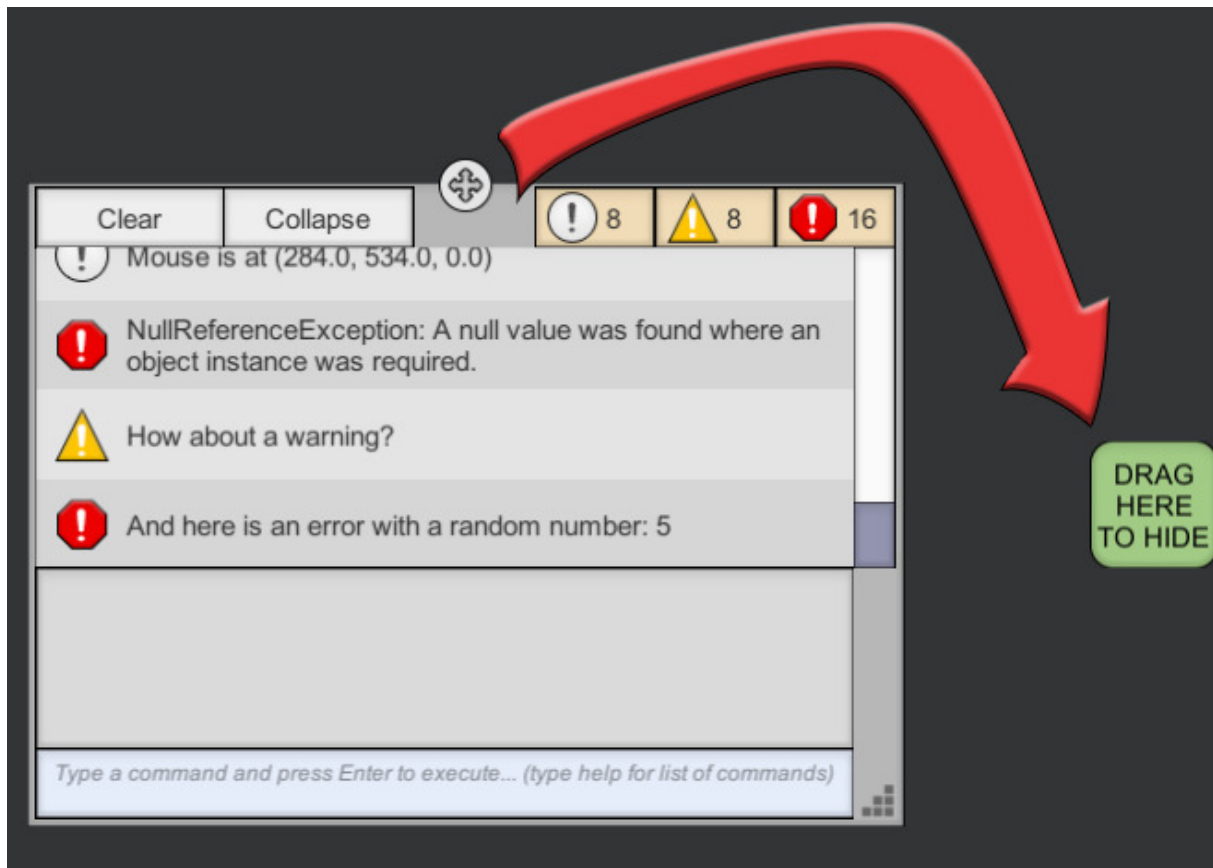 Clear Collapse 8 8 16
Mouse is at (284.0, 534.0, 0.0)
NullReferenceException: A null value was found where an
object instance was required.
How about a warning?
And here is an error with a random number: 5
DRAG
HERE
TO HIDE
Type a command and press Enter to execute... (type help for list of commands)